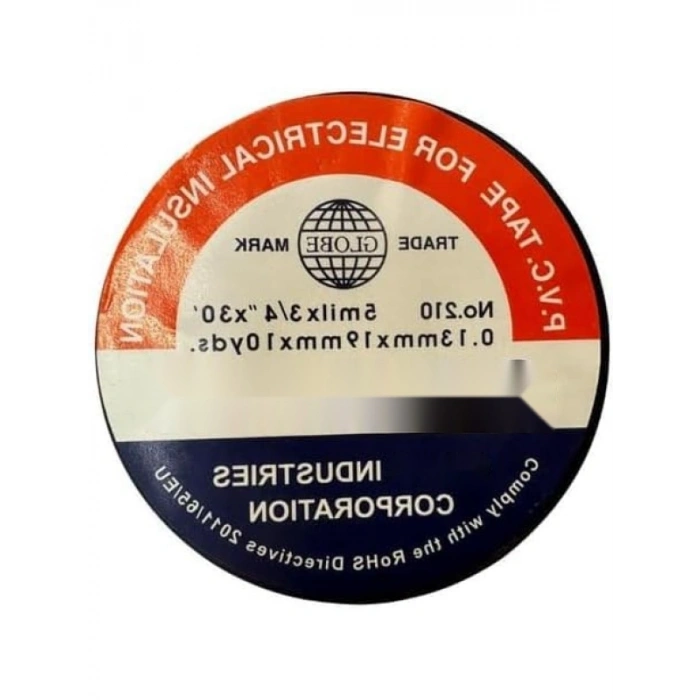 P.V.C. TAPE FOR ELECTRICAL INSULATION
TRADE GLOBE MARK
No.210 5milx3/4"x30'
0.13mmx19mmx10yds.
INDUSTRIES
CORPORATION
Comply with the RoHS Directives 2011/65/EU